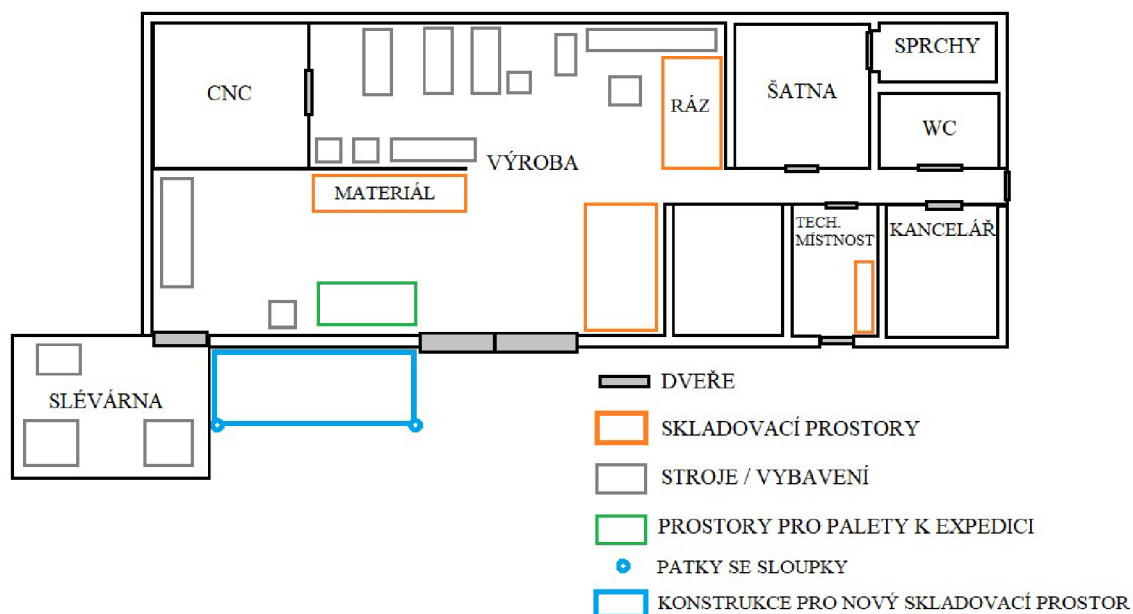 SPRCHY
CNC
ŠATNA
RÁZ
WC
VÝROBA
MATERIÁL
TECH.
MÍSTNOST
KANCELÁŘ
SLÉVÁRNA
DVEŘE
SKLADOVACÍ PROSTORY
STROJE / VYBAVENÍ
PROSTORY PRO PALETY K EXPEDICI
PATKY SE SLOUPKY
KONSTRUKCE PRO NOVÝ SKLADOVACÍ PROSTOR